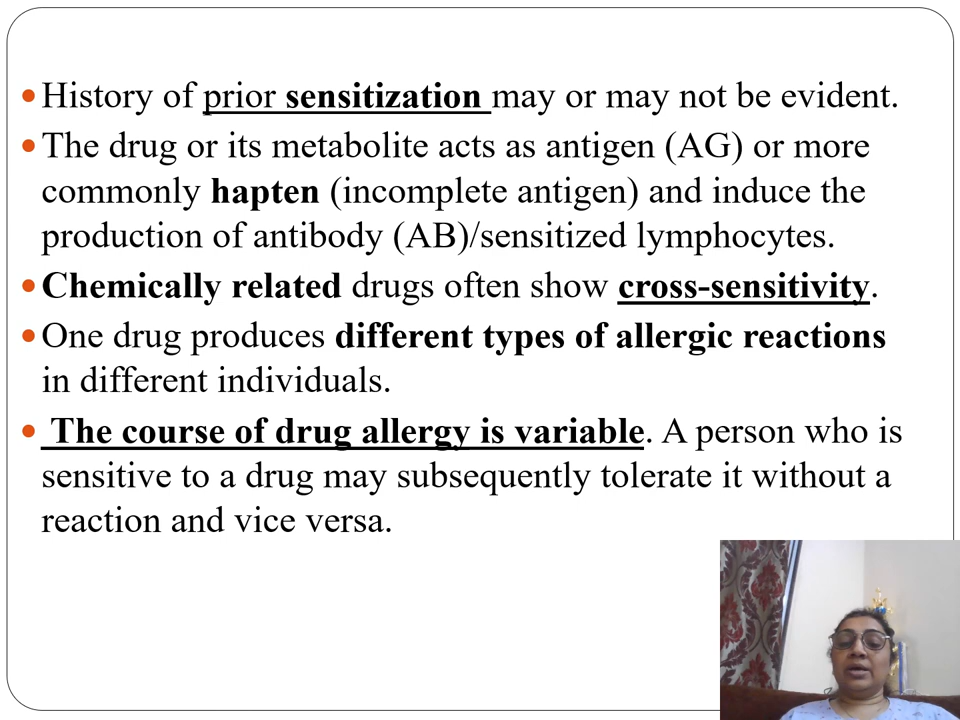 History of prior sensitization may or may not be evident.
The drug or its metabolite acts as antigen (AG) or more
commonly hapten (incomplete antigen) and induce the
production of antibody (AB)/sensitized lymphocytes.
Chemically related drugs often show cross-sensitivity.
One drug produces different types of allergic reactions
in different individuals.
The course of drug allergy is variable. A person who is
sensitive to a drug may subsequently tolerate it without a
reaction and vice versa.